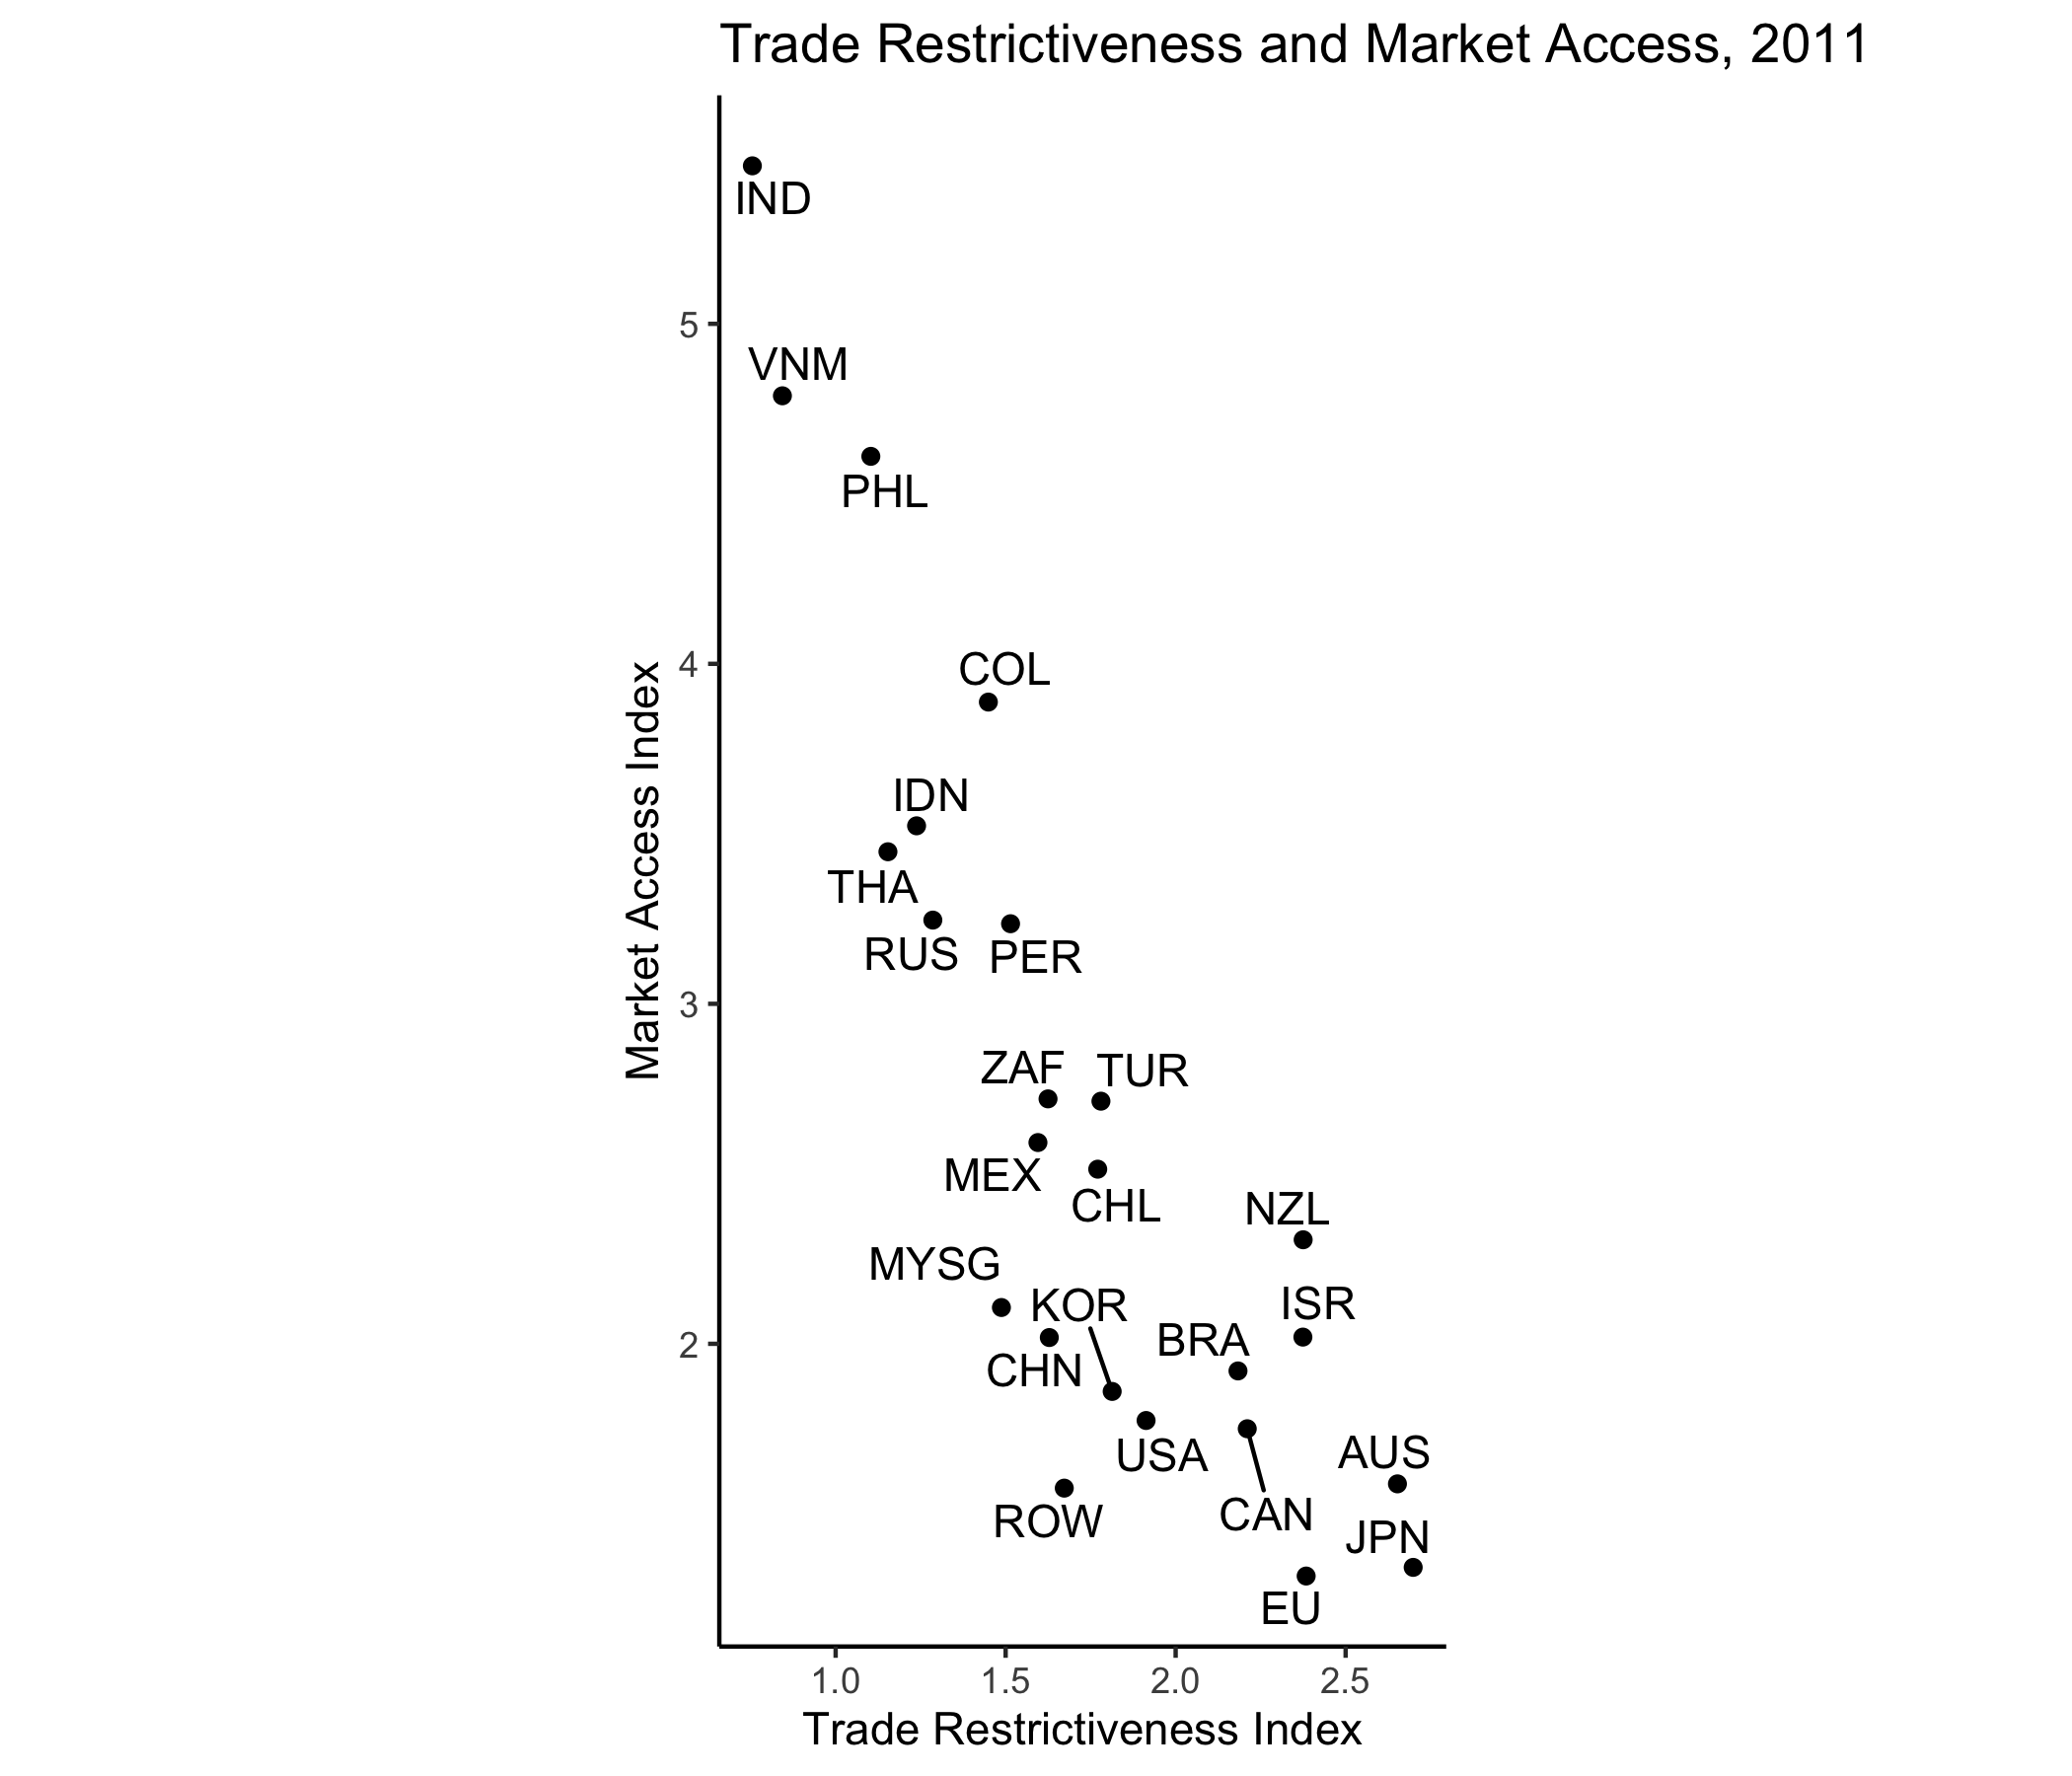 Trade Restrictiveness and Market Access, 2011
IND
5
VNM
PHL
4
COL
Market Access Index
IDN
THA
RUS
PER
3
ZAF
TUR
MEX
CHL
NZL
MYSG
KOR
ISR
BRA
2
CHN
USA
AUS
CAN
ROW
JPN
EU
1.0 1.5 2.0 2.5
Trade Restrictiveness Index